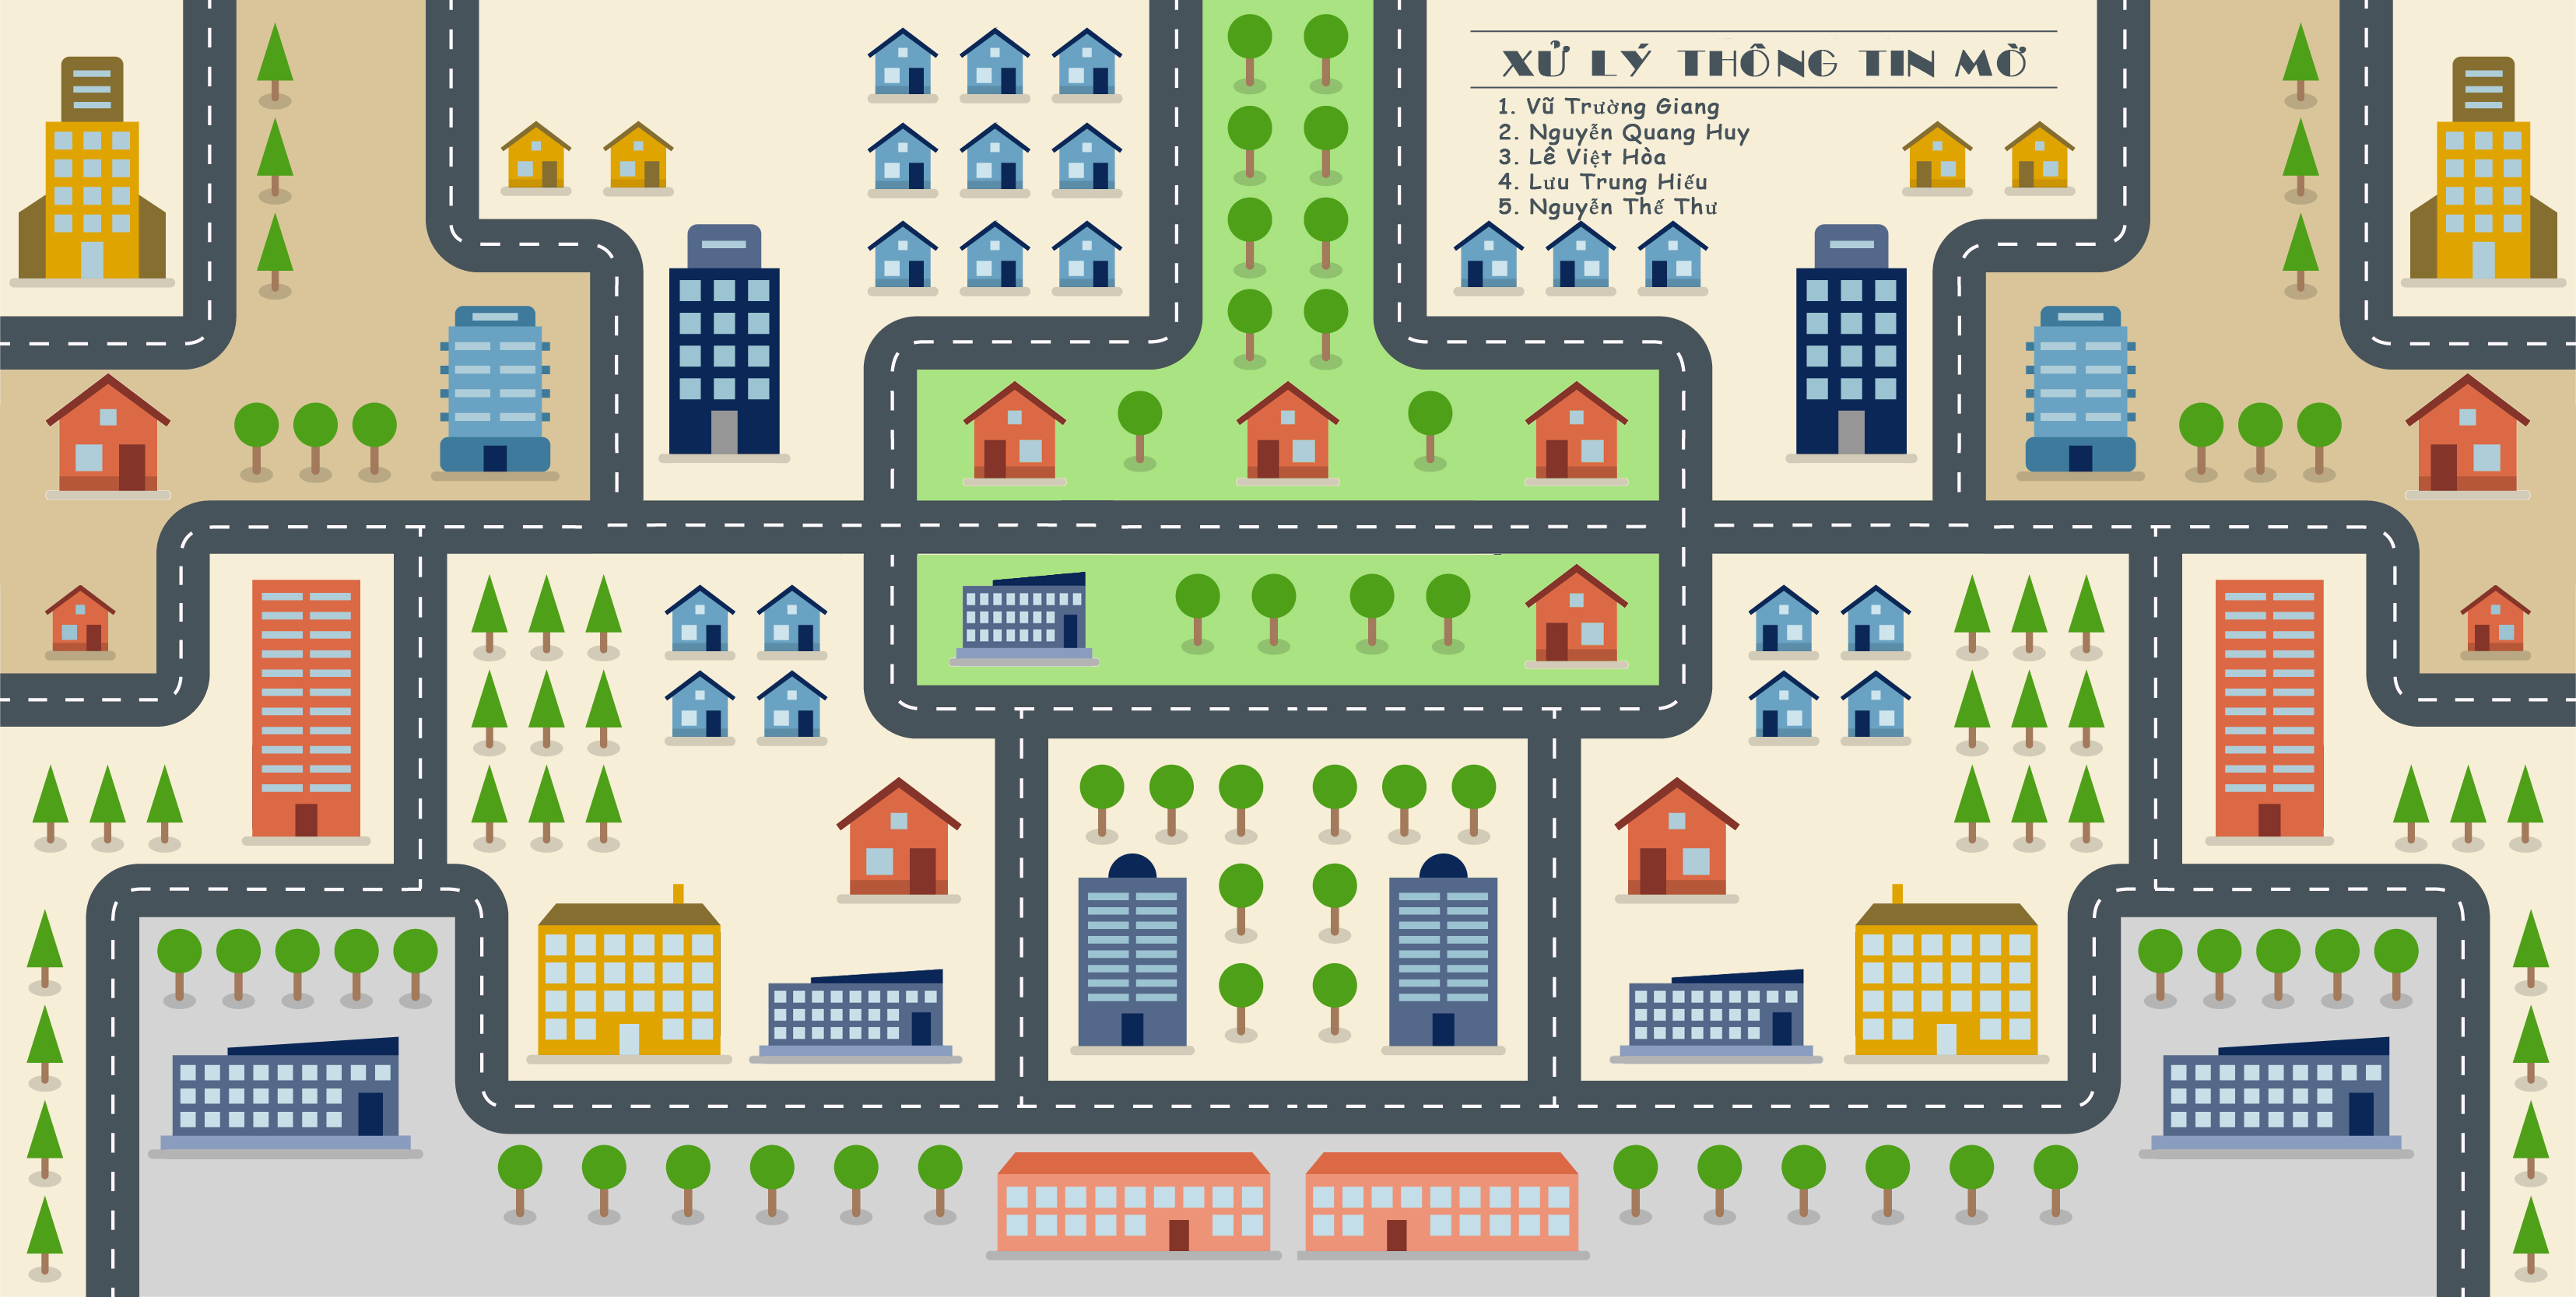 XỬ LÝ THÔNG TIN MỜ
1. Vũ Trường Giang
2. Nguyễn Quang Huy
3. Lê Việt Hòa
4. Lưu Trung Hiếu
5. Nguyễn Thế Thư